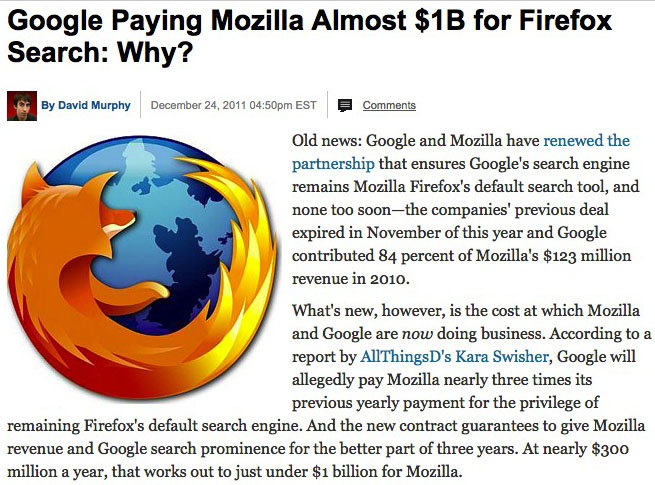 Google Paying Mozilla Almost $1B for Firefox
Search: Why?
By David Murphy
December 24, 2011 04:50pm EST
Comments
Old news: Google and Mozilla have renewed the
partnership that ensures Google's search engine
remains Mozilla Firefox's default search tool, and
none too soon—the companies' previous deal
expired in November of this year and Google
contributed 84 percent of Mozilla's $123 million
revenue in 2010.
What's new, however, is the cost at which Mozilla
and Google are now doing business. According to a
report by AllThingsD's Kara Swisher, Google will
allegedly pay Mozilla nearly three times its
previous yearly payment for the privilege of
remaining Firefox's default search engine. And the new contract guarantees to give Mozilla
revenue and Google search prominence for the better part of three years. At nearly $300
million a year, that works out to just under $1 billion for Mozilla.